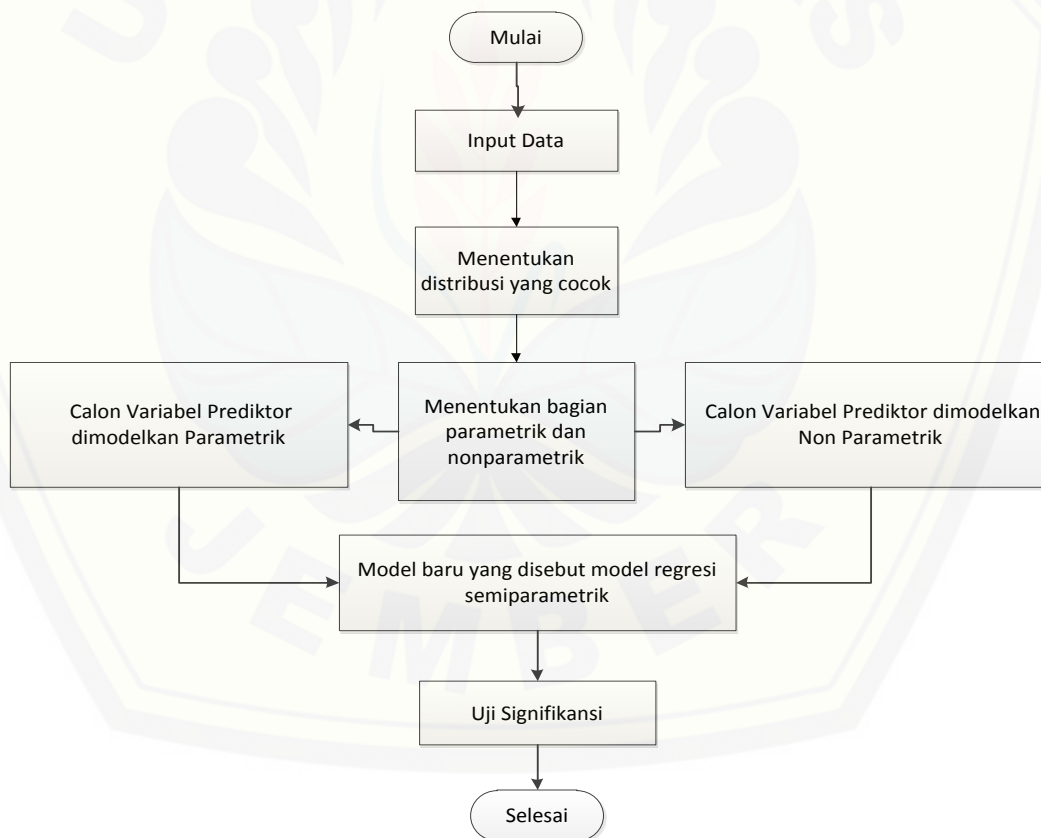 Mulai
Input Data
Menentukan
distribusi yang cocok
Calon Variabel Prediktor
dimodelkan Parametrik
Menentukan bagian
parametrik dan
nonparametrik
Calon Variabel Prediktor dimodelkan
Non Parametrik
Model baru yang disebut model regresi
semiparametrik
Uji Signifikansi
Selesai
JEMBER